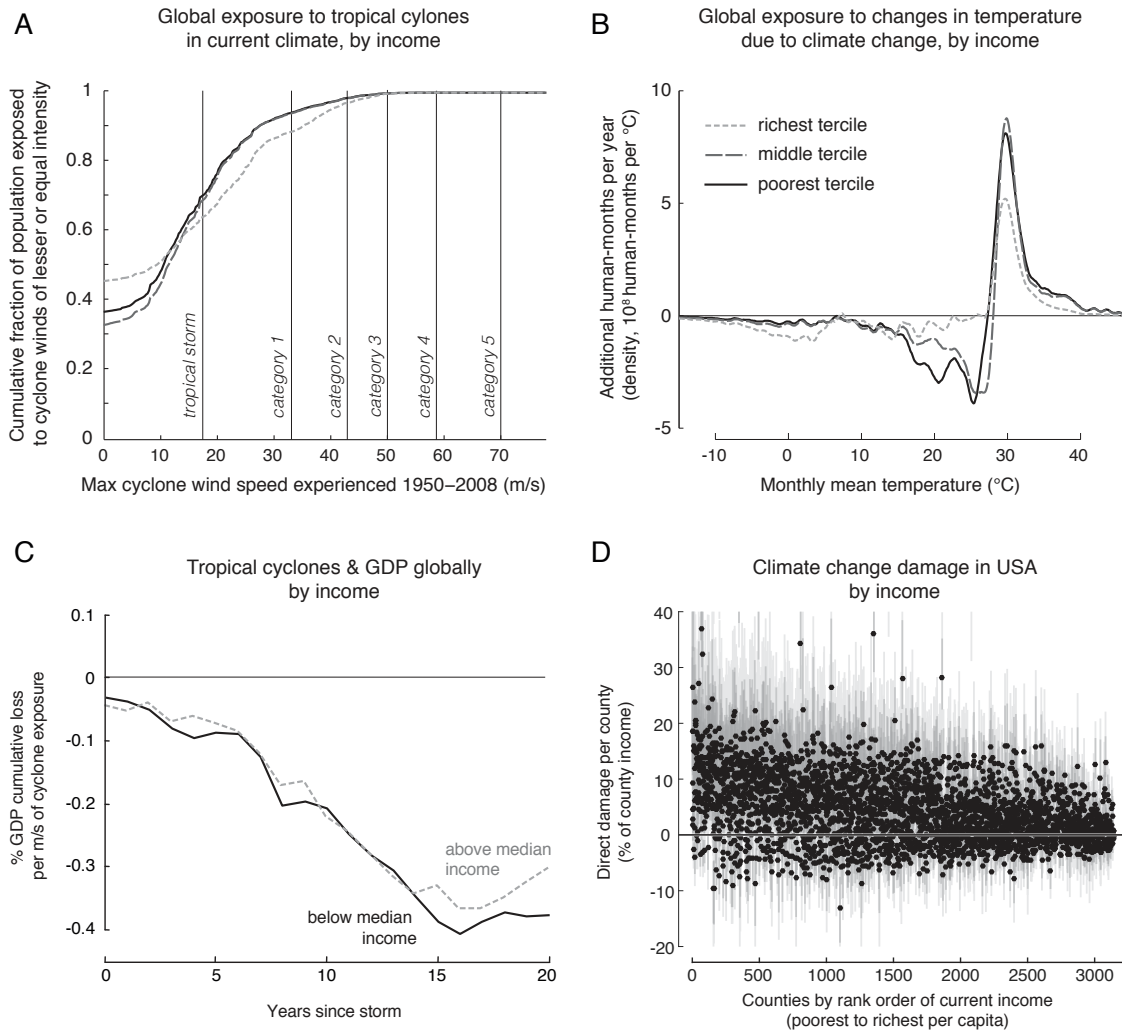 A
Global exposure to tropical cyclones
in current climate, by income
Cumulative fraction of population exposed
to cyclone winds of lesser or equal intensity
1
0.8
0.6
0.4
0.2
0
tropical storm
category 1
category 2
category 3
category 4
category 5
0 10 20 30 40 50 60 70
Max cyclone wind speed experienced 1950–2008 (m/s)
B
Global exposure to changes in temperature
due to climate change, by income
Additional human-months per year
(density, 10⁸ human-months per °C)
10
5
0
-5
richest tercile
middle tercile
poorest tercile
-10 0 10 20 30 40
Monthly mean temperature (°C)
C
Tropical cyclones & GDP globally
by income
% GDP cumulative loss
per m/s of cyclone exposure
0.1
0
-0.1
-0.2
-0.3
-0.4
above median
income
below median
income
0 5 10 15 20
Years since storm
D
Climate change damage in USA
by income
Direct damage per county
(% of county income)
40
30
20
10
0
-10
-20
0 500 1000 1500 2000 2500 3000
Counties by rank order of current income
(poorest to richest per capita)